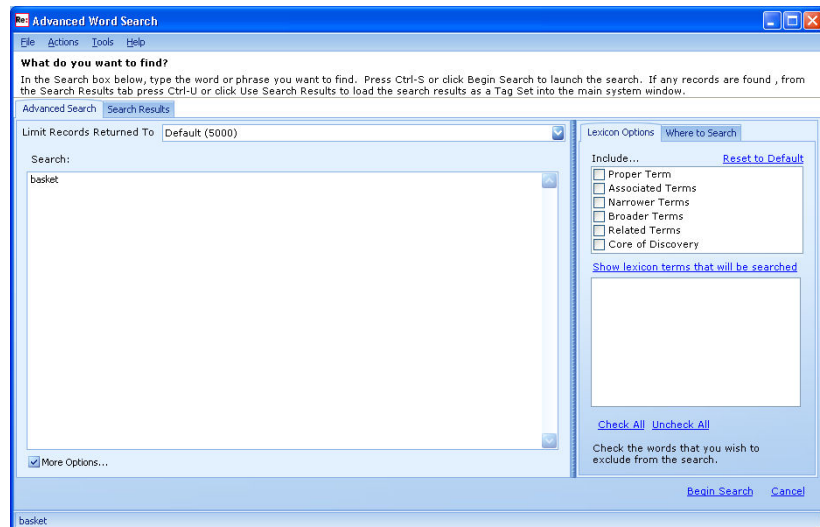 Re: Advanced Word Search
File Actions Tools Help
What do you want to find?
In the Search box below, type the word or phrase you want to find. Press Ctrl-S or click Begin Search to launch the search. If any records are found , from
the Search Results tab press Ctrl-U or click Use Search Results to load the search results as a Tag Set into the
main system window.
Advanced Search Search Results
Limit Records Returned To Default (5000)
Search:
basket
More Options...
Lexicon Options Where to Search
Include... Reset to Default
Proper Term
Associated Terms
Narrower Terms
Broader Terms
Related Terms
Core of Discovery
Show lexicon terms that will be searched
Check All Uncheck All
Check the words that you wish to
exclude from the search.
Begin Search Cancel
basket